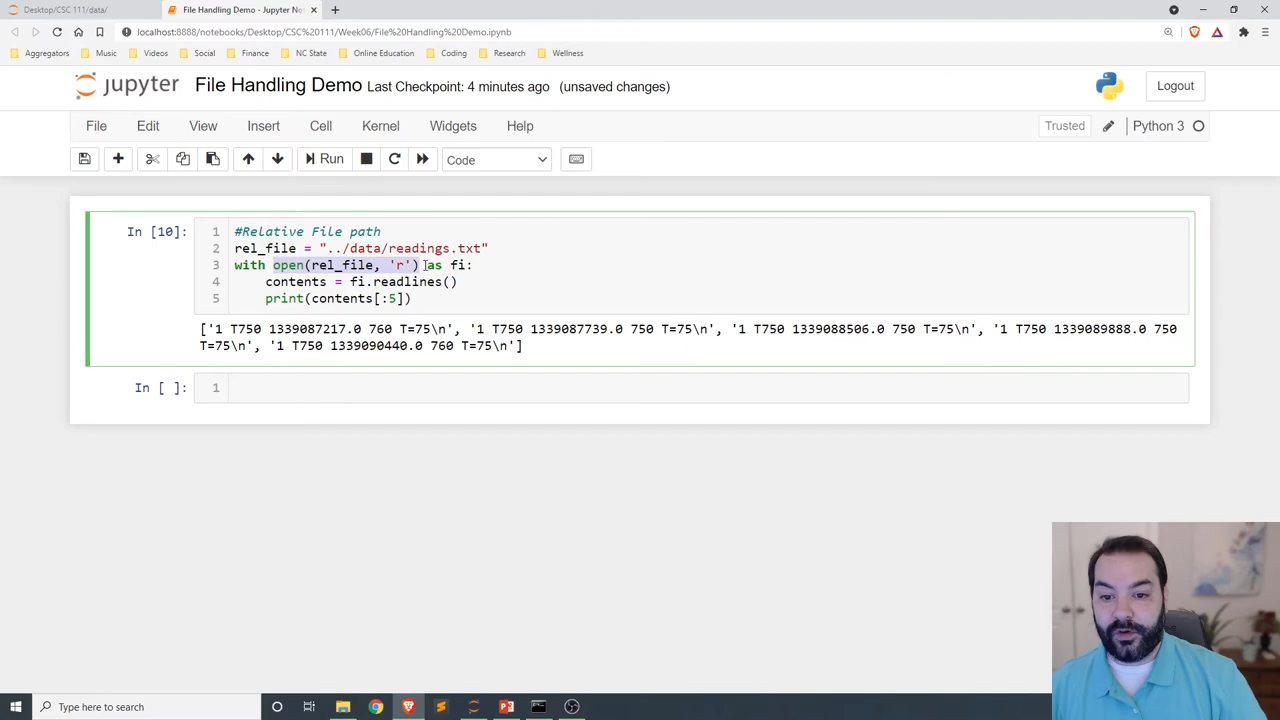 Desktop/CSC 111/data/
File Handling Demo - Jupyter No
localhost:8888/notebooks/Desktop/CSC%20111/Week06/File%20Handling%20Demo.ipynb
Aggregators Music Videos Social Finance NC State Online Education Coding Research Wellness
jupyter File Handling Demo Last Checkpoint: 4 minutes ago (unsaved changes) Logout
File Edit View Insert Cell Kernel Widgets Help Trusted Python 3
Run Code
In [10]: 1 #Relative File path
2 rel_file = "../data/readings.txt"
3 with open(rel_file, 'r') as fi:
4 contents = fi.readlines()
5 print(contents[:5])
['1 T750 1339087217.0 760 T=75\n', '1 T750 1339087739.0 750 T=75\n', '1 T750 1339088506.0 750 T=75\n', '1 T750 1339089888.0 750
T=75\n', '1 T750 1339090440.0 760 T=75\n']
In [ ]: 1
Type here to search